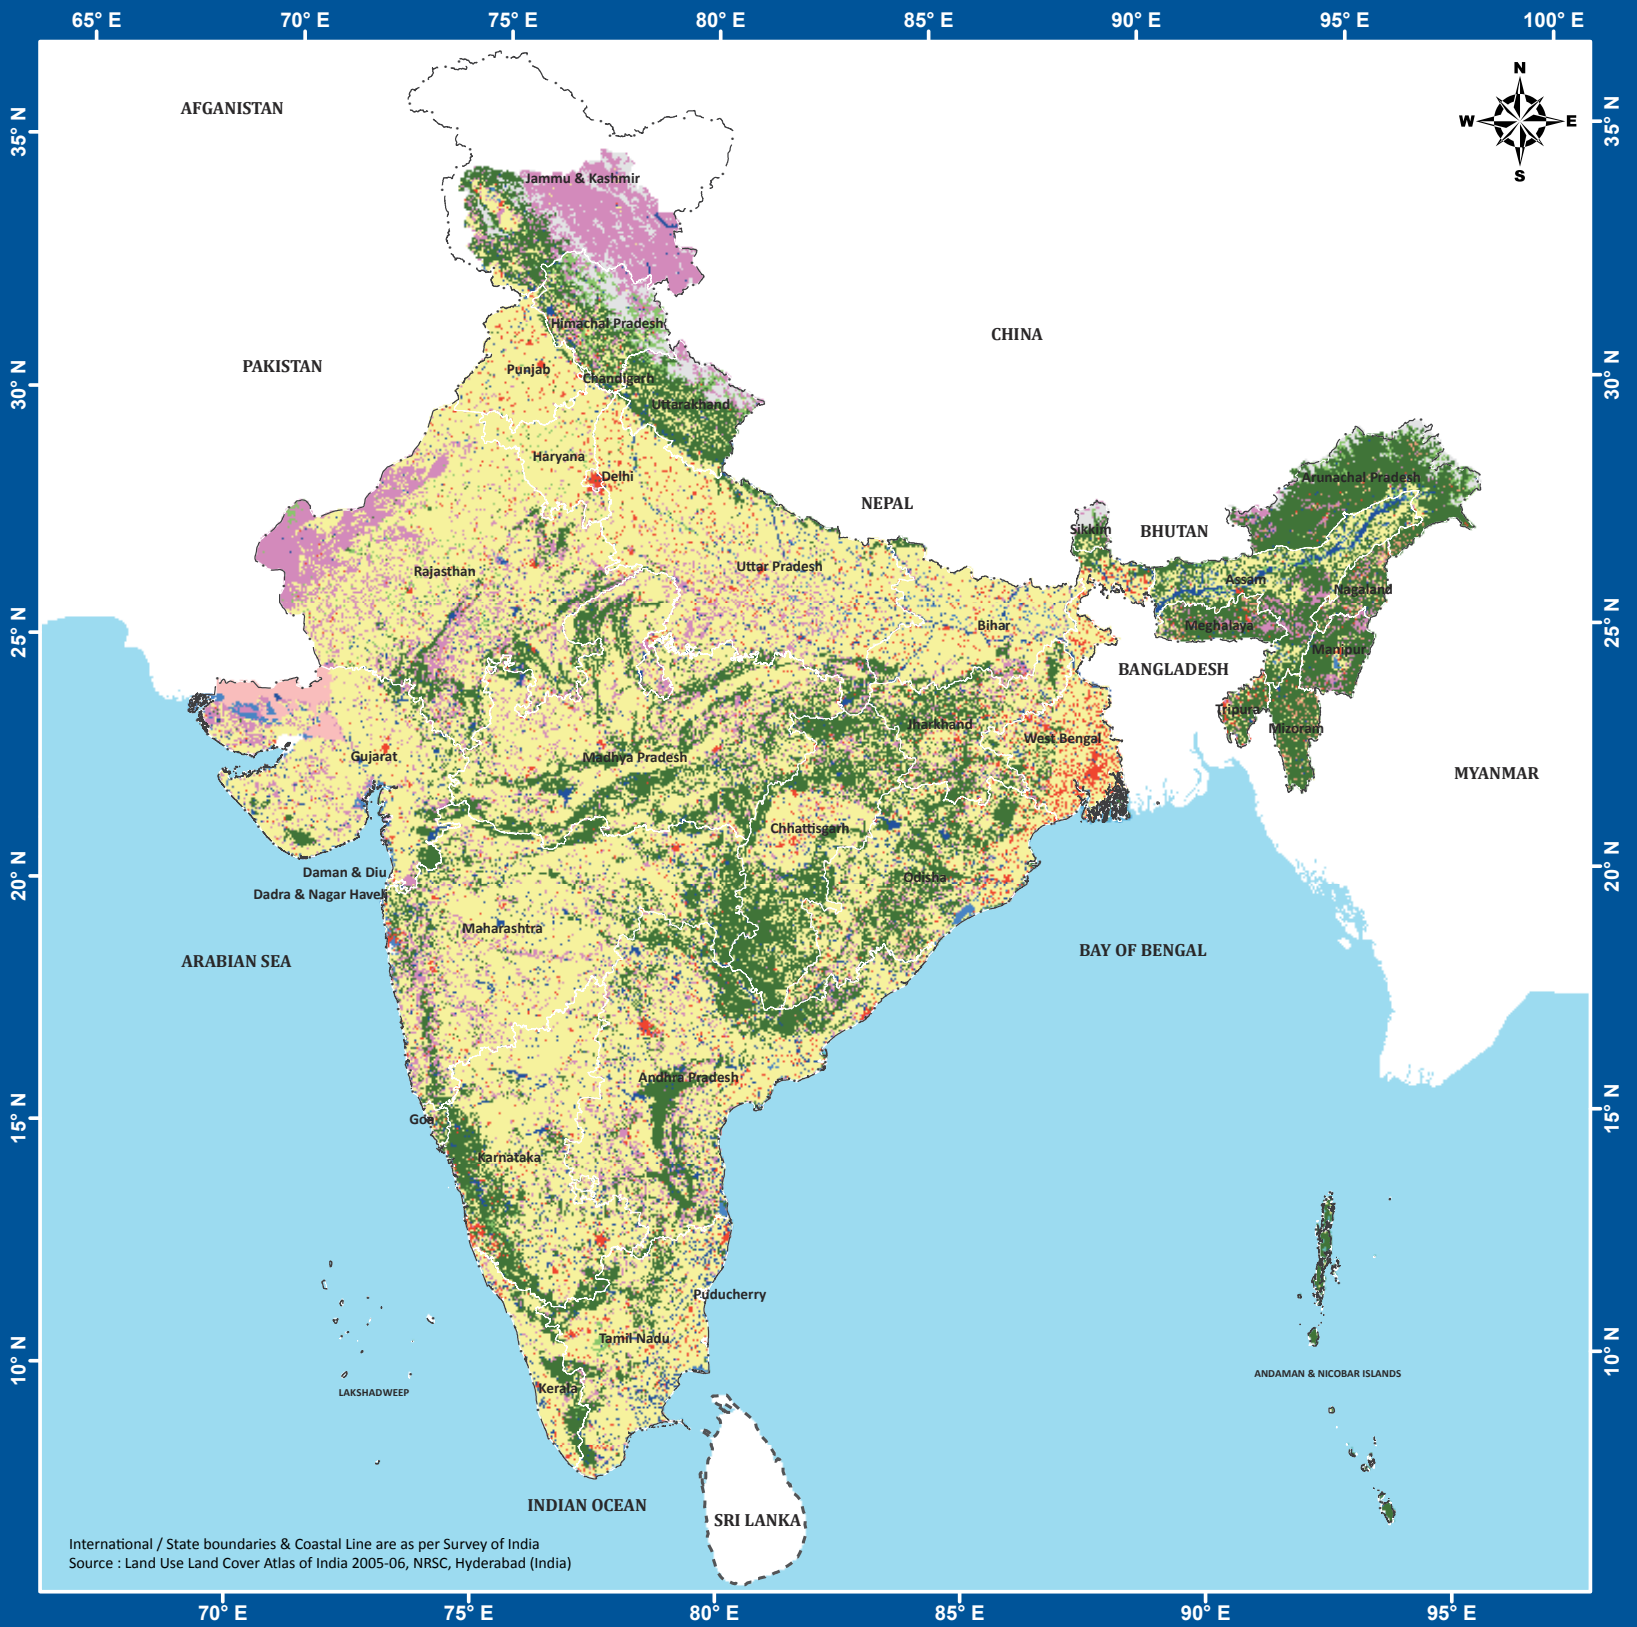 65° E 70° E 75° E 80° E 85° E 90° E 95° E 100° E
N
W E
S
35° N
35° N
AFGANISTAN
Jammu & Kashmir
Himachal Pradesh
CHINA
PAKISTAN
Punjab
Chandigarh
30° N
30° N
Uttarakhand
Haryana
Delhi
Arunachal Pradesh
NEPAL
Sikkim
BHUTAN
Rajasthan
Uttar Pradesh
Assam
Nagaland
25° N
25° N
Bihar
Meghalaya
Manipur
BANGLADESH
Tripura
Jharkhand
Mizoram
West Bengal
Gujarat
Madhya Pradesh
MYANMAR
Chhattisgarh
20° N
20° N
Daman & Diu
Odisha
Dadra & Nagar Haveli
Maharashtra
ARABIAN SEA
BAY OF BENGAL
Andhra Pradesh
15° N
15° N
Goa
Karnataka
Puducherry
10° N
10° N
Tamil Nadu
ANDAMAN & NICOBAR ISLANDS
Kerala
LAKSHADWEEP
INDIAN OCEAN
SRI LANKA
International / State boundaries & Coastal Line are as per Survey of India
Source : Land Use Land Cover Atlas of India 2005-06, NRSC, Hyderabad (India)
70° E 75° E 80° E 85° E 90° E 95° E